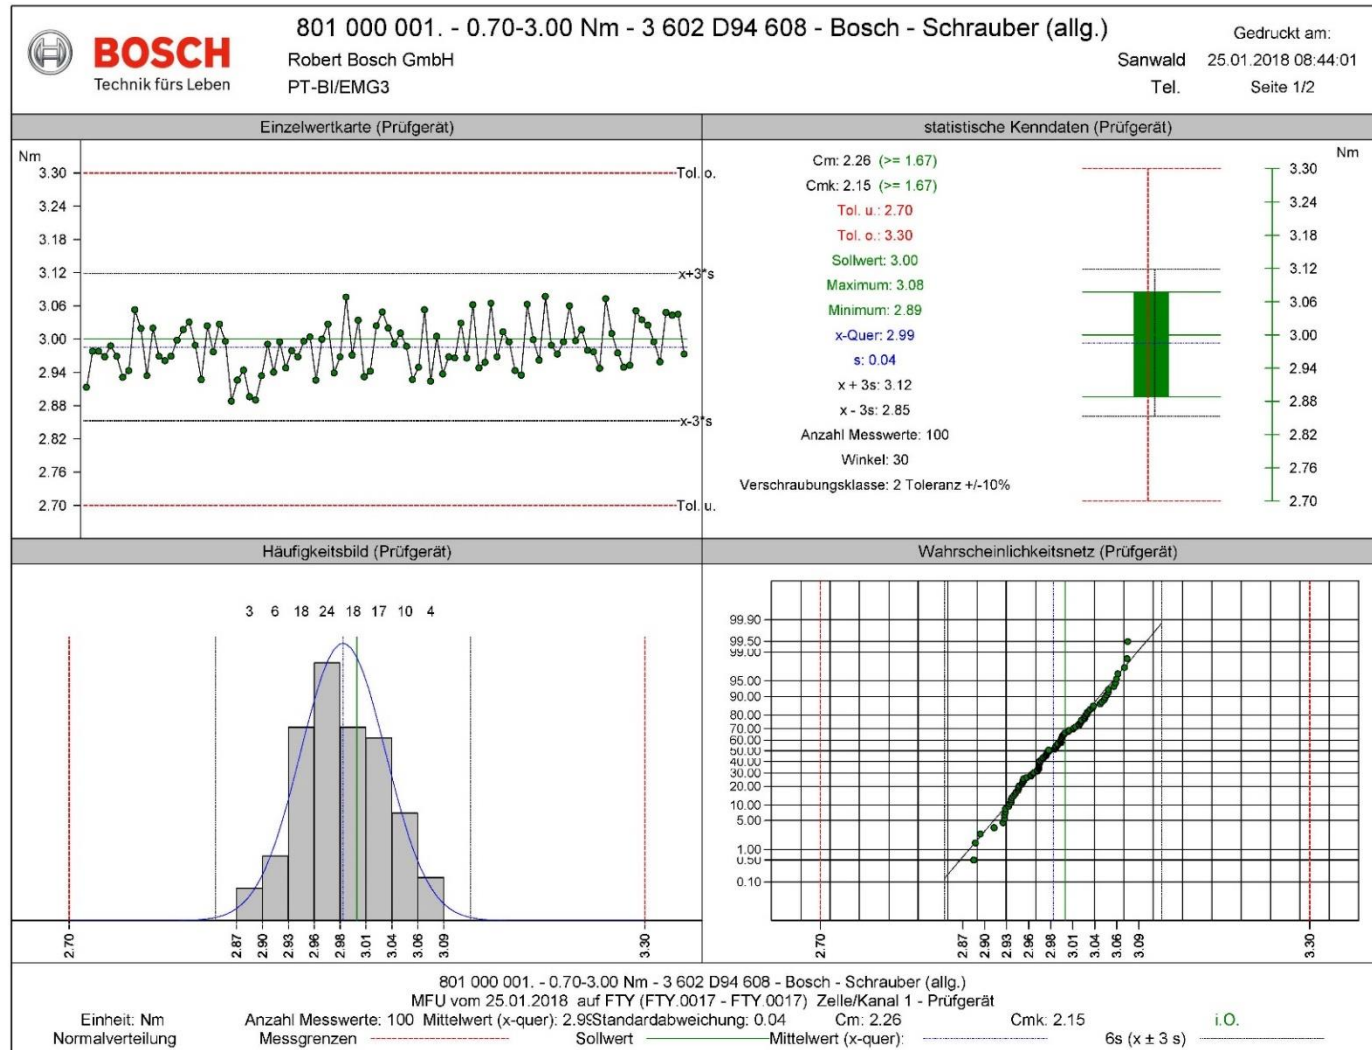 801 000 001. - 0.70-3.00 Nm - 3 602 D94 608 - Bosch - Schrauber (allg.)
Gedruckt am:
BOSCH
Technik fürs Leben
Robert Bosch GmbH
Sanwald 25.01.2018 08:44:01
PT-BI/EMG3
Tel. Seite 1/2
Einzelwertkarte (Prüfgerät)
Nm
3.30
3.24
3.18
3.12
3.06
3.00
2.94
2.88
2.82
2.76
2.70
Tol. o.
x+3*s
x-3*s
Tol. u.
statistische Kenndaten (Prüfgerät)
Cm: 2.26 (>= 1.67)
Cmk: 2.15 (>= 1.67)
Tol. u.: 2.70
Tol. o.: 3.30
Sollwert: 3.00
Maximum: 3.08
Minimum: 2.89
x-Quer: 2.99
s: 0.04
x + 3s: 3.12
x - 3s: 2.85
Anzahl Messwerte: 100
Winkel: 30
Verschraubungsklasse: 2 Toleranz +/-10%
Nm
3.30
3.24
3.18
3.12
3.06
3.00
2.94
2.88
2.82
2.76
2.70
Häufigkeitsbild (Prüfgerät)
3 6 18 24 18 17 10 4
2.70 2.87 2.90 2.93 2.96 2.98 3.01 3.04 3.06 3.09 3.30
Wahrscheinlichkeitsnetz (Prüfgerät)
99.90
99.50
99.00
95.00
90.00
80.00
70.00
60.00
50.00
40.00
30.00
20.00
10.00
5.00
1.00
0.50
0.10
2.70 2.87 2.90 2.93 2.96 2.98 3.01 3.04 3.06 3.09 3.30
801 000 001. - 0.70-3.00 Nm - 3 602 D94 608 - Bosch - Schrauber (allg.)
MFU vom 25.01.2018 auf FTY (FTY.0017 - FTY.0017) Zelle/Kanal 1 - Prüfgerät
Einheit: Nm Anzahl Messwerte: 100 Mittelwert (x-quer): 2.99 Standardabweichung: 0.04 Cm: 2.26 Cmk: 2.15 i.O.
Normalverteilung Messgrenzen Sollwert Mittelwert (x-quer): 6s (x ± 3 s)